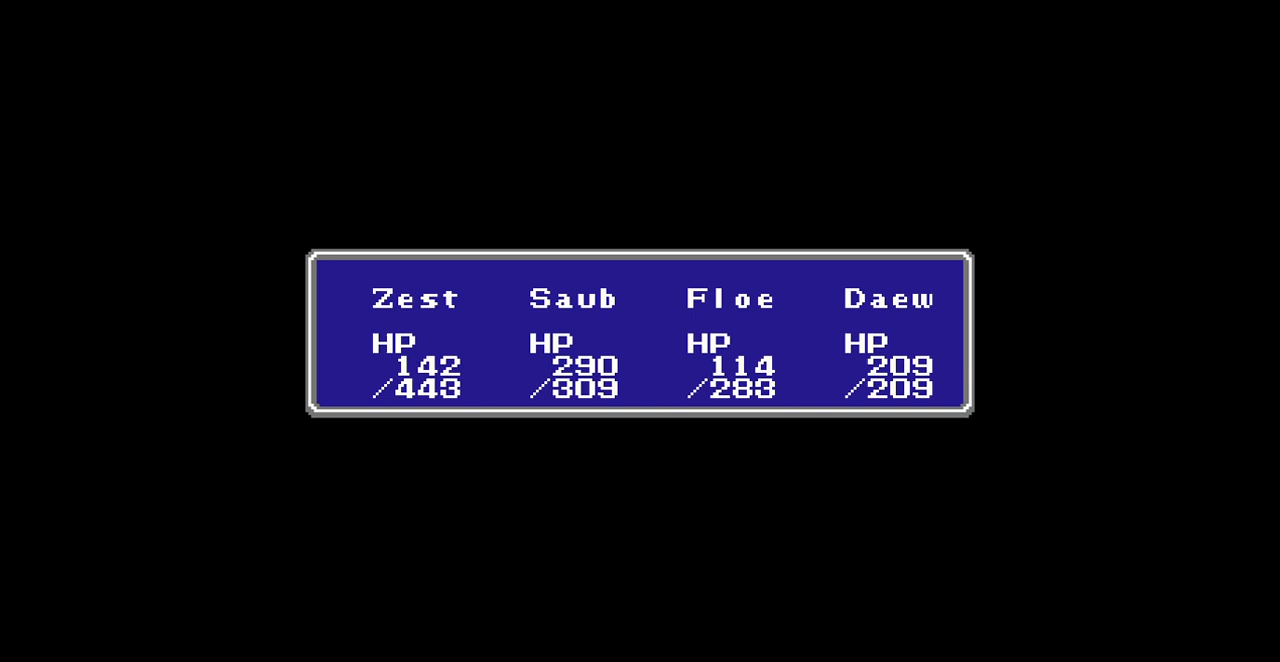 Zest Saub Floe Daew
HP HP HP HP
142 290 114 209
/443 /309 /283 /209